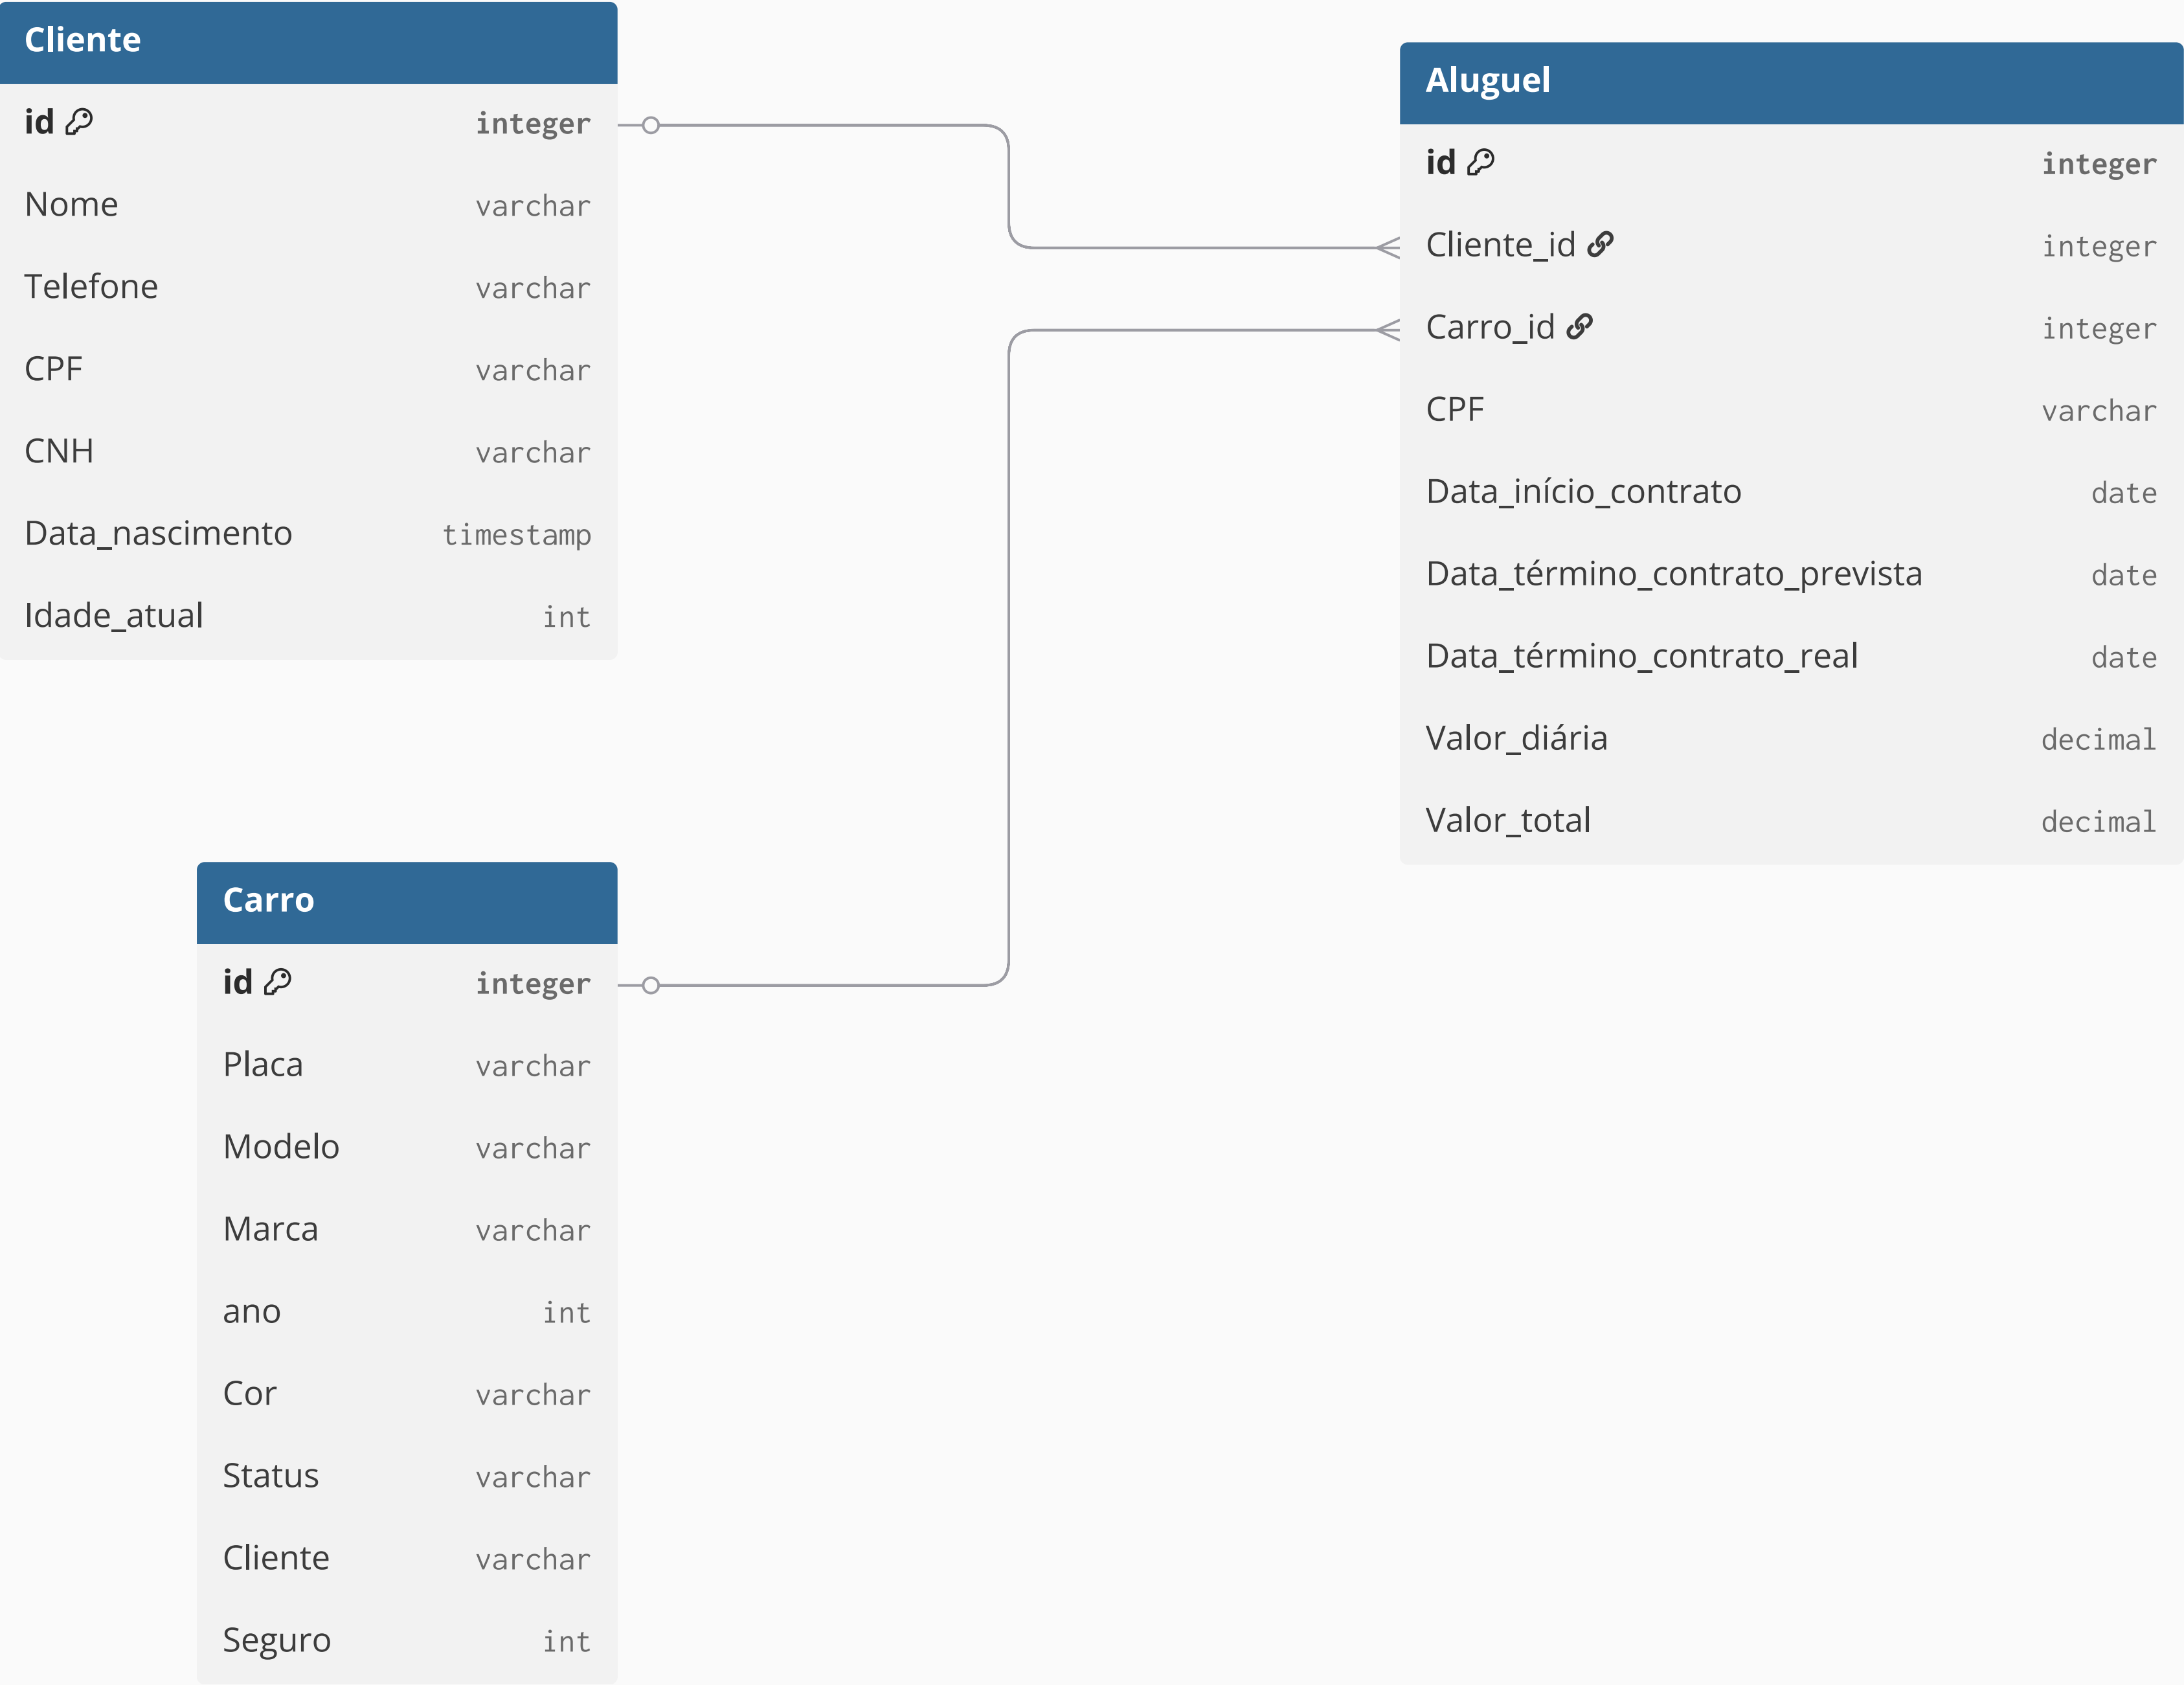 Cliente
id integer
Nome varchar
Telefone varchar
CPF varchar
CNH varchar
Data_nascimento timestamp
Idade_atual int
Aluguel
id integer
Cliente_id integer
Carro_id integer
CPF varchar
Data_início_contrato date
Data_término_contrato_prevista date
Data_término_contrato_real date
Valor_diária decimal
Valor_total decimal
Carro
id integer
Placa varchar
Modelo varchar
Marca varchar
ano int
Cor varchar
Status varchar
Cliente varchar
Seguro int